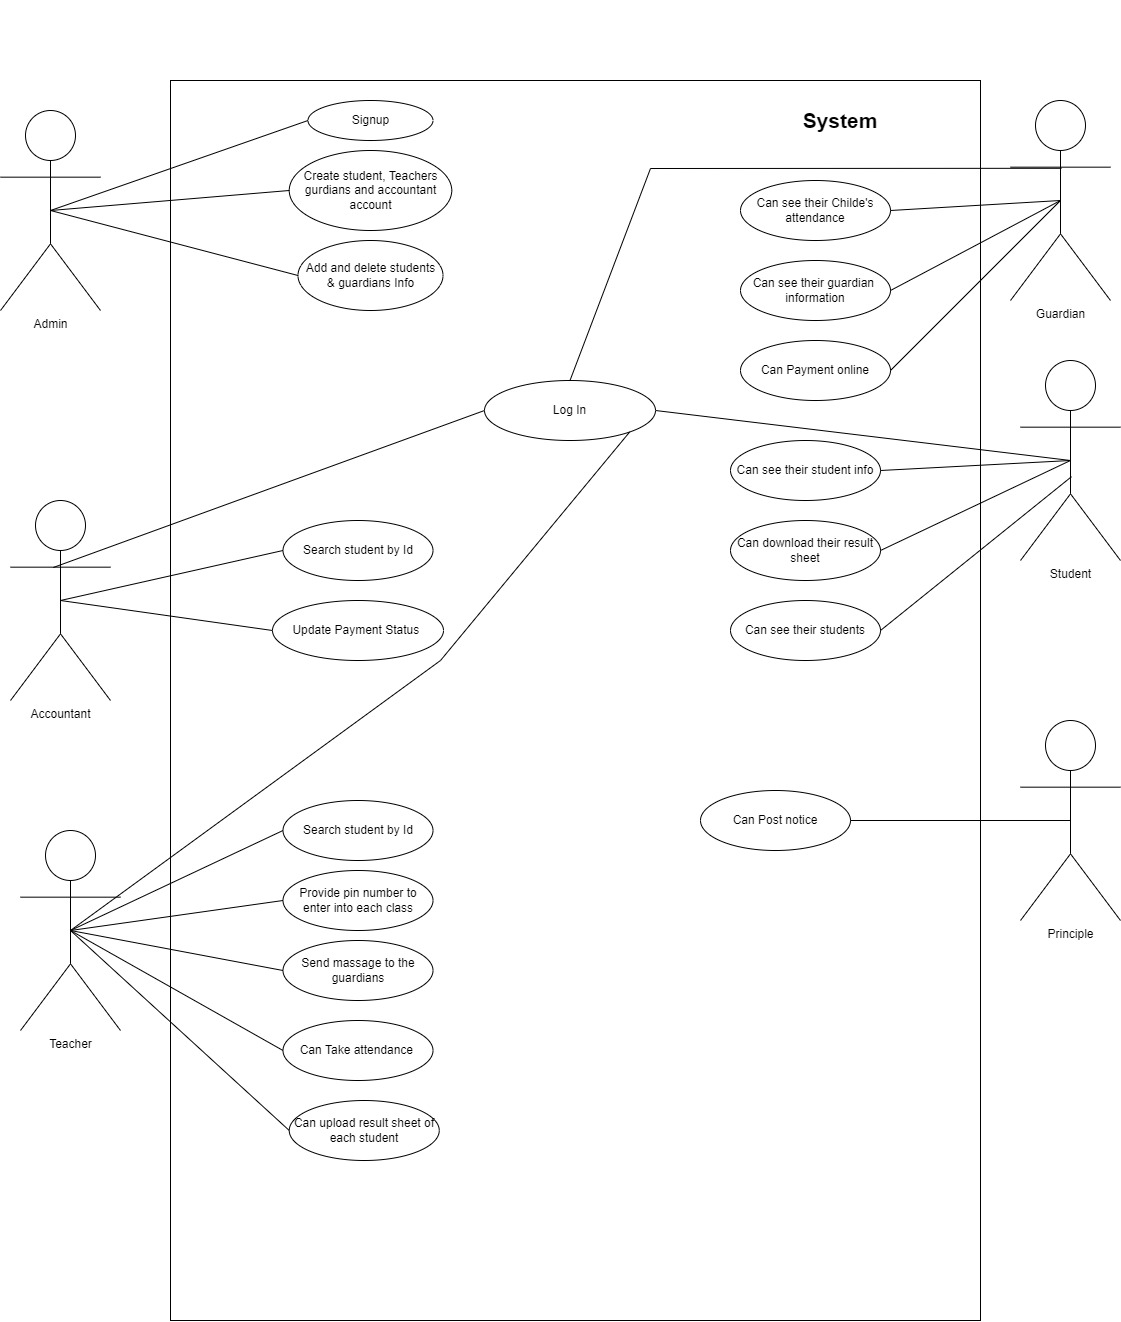 System
Signup
Create student, Teachers
gurdians and accountant
account
Add and delete students
& guardians Info
Admin
Can see their Childe's
attendance
Can see their guardian
information
Can Payment online
Guardian
Log In
Can see their student info
Can download their result
sheet
Can see their students
Student
Search student by Id
Update Payment Status
Accountant
Can Post notice
Principle
Search student by Id
Provide pin number to
enter into each class
Send massage to the
guardians
Can Take attendance
Can upload result sheet of
each student
Teacher